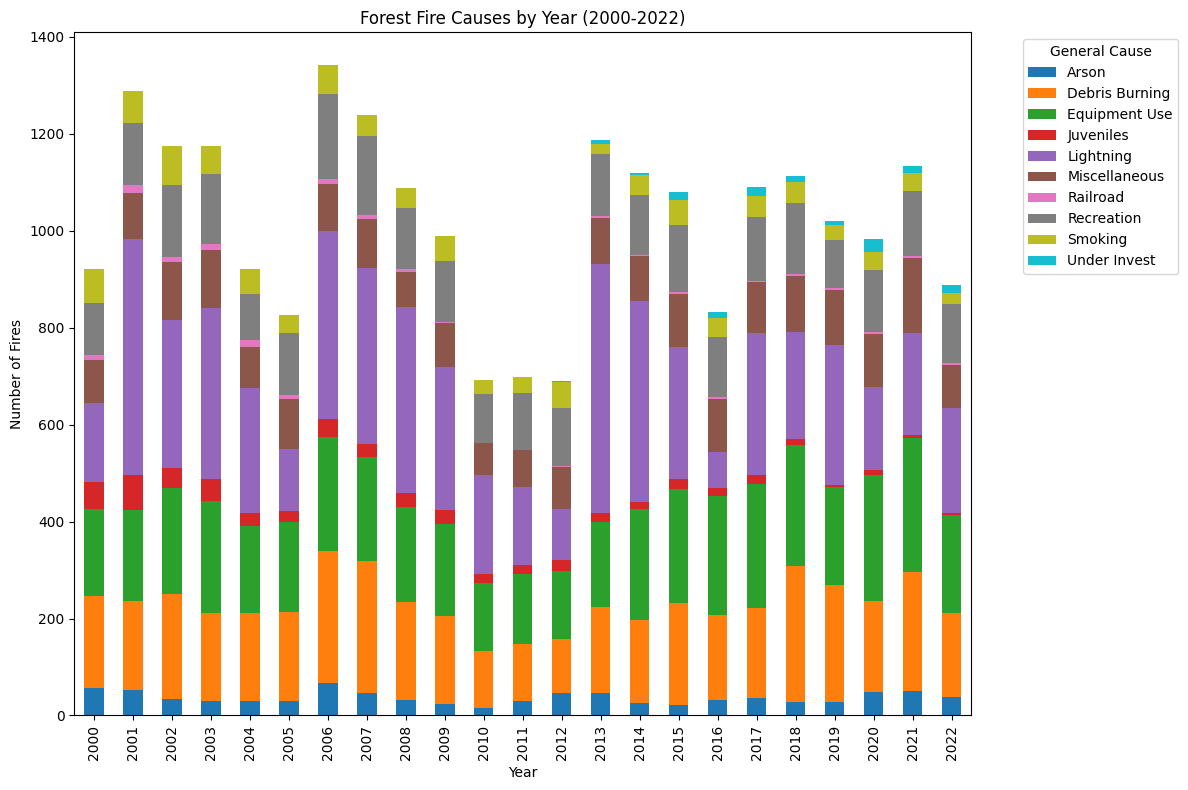 Forest Fire Causes by Year (2000-2022)
1400
1200
1000
800
600
400
200
0
Number of Fires
2000
2001
2002
2003
2004
2005
2006
2007
2008
2009
2010
2011
2012
2013
2014
2015
2016
2017
2018
2019
2020
2021
2022
Year
General Cause
Arson
Debris Burning
Equipment Use
Juveniles
Lightning
Miscellaneous
Railroad
Recreation
Smoking
Under Invest